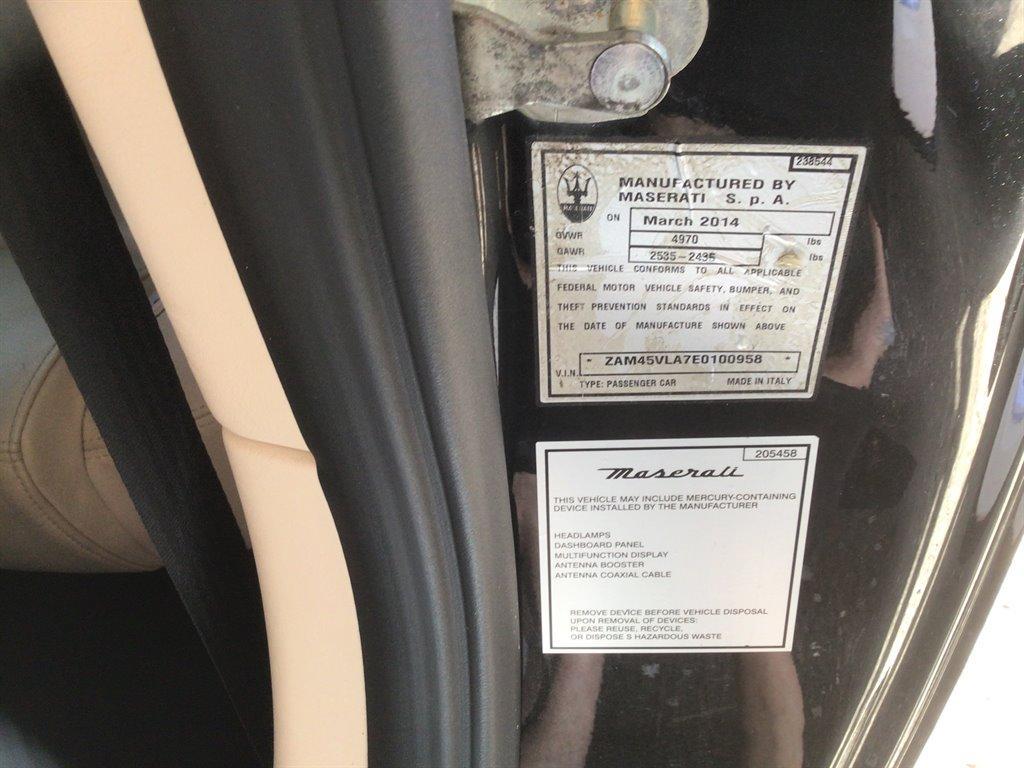 238544
MASERATI
MANUFACTURED BY
MASERATI S. p A.
ON March 2014
GVWR 4970 lbs
GAWR 2535-2435 lbs
THIS VEHICLE CONFORMS TO ALL APPLICABLE
FEDERAL MOTOR VEHICLE SAFETY, BUMPER, AND
THEFT PREVENTION STANDARDS IN EFFECT ON
THE DATE OF MANUFACTURE SHOWN ABOVE
V.I.N. * ZAM45VLA7E0100958 *
TYPE: PASSENGER CAR MADE IN ITALY
205458
Maserati
THIS VEHICLE MAY INCLUDE MERCURY-CONTAINING
DEVICE INSTALLED BY THE MANUFACTURER
HEADLAMPS
DASHBOARD PANEL
MULTIFUNCTION DISPLAY
ANTENNA BOOSTER
ANTENNA COAXIAL CABLE
REMOVE DEVICE BEFORE VEHICLE DISPOSAL
UPON REMOVAL OF DEVICES:
PLEASE REUSE, RECYCLE,
OR DISPOSE S HAZARDOUS WASTE